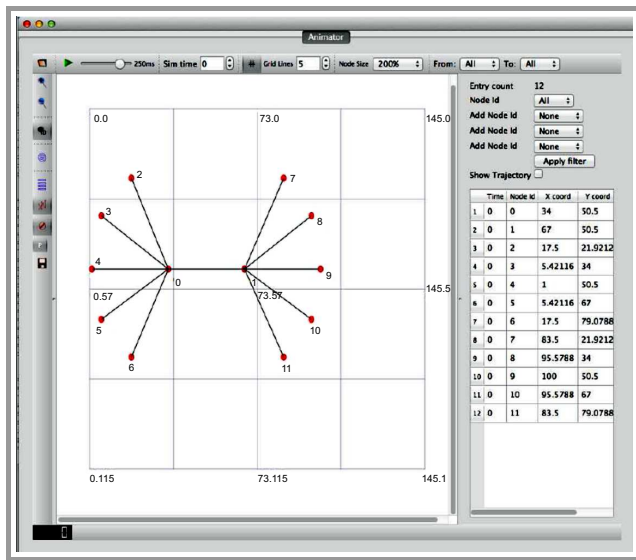 Animator
250ms Sim time 0 # Grid Lines 5 Node Size 200% From: All To: All
Entry count 12
Node Id All
Add Node Id None
Add Node Id None
Add Node Id None
Apply filter
Show Trajectory
0.0 73.0 145.0
2 7
3 8
4 0 1 9
0.57 73.57 145.5
5 10
6 11
0.115 73.115 145.1
Time Node Id X coord Y coord
1 0 0 34 50.5
2 0 1 67 50.5
3 0 2 17.5 21.9212
4 0 3 5.42116 34
5 0 4 1 50.5
6 0 5 5.42116 67
7 0 6 17.5 79.0788
8 0 7 83.5 21.9212
9 0 8 95.5788 34
10 0 9 100 50.5
11 0 10 95.5788 67
12 0 11 83.5 79.0788